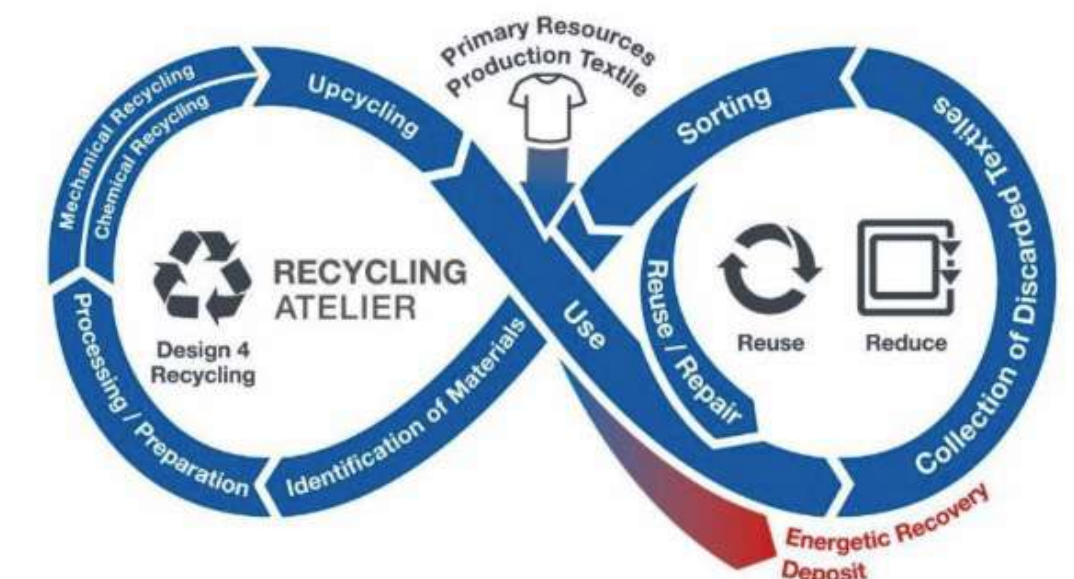 Primary Resources
Production Textile
Mechanical Recycling
Chemical Recycling
Upcycling
Sorting
Collection of Discarded Textiles
RECYCLING
ATELIER
Design 4
Recycling
Use
Reuse / Repair
Reuse
Reduce
Processing / Preparation
Identification of Materials
Energetic Recovery
Deposit